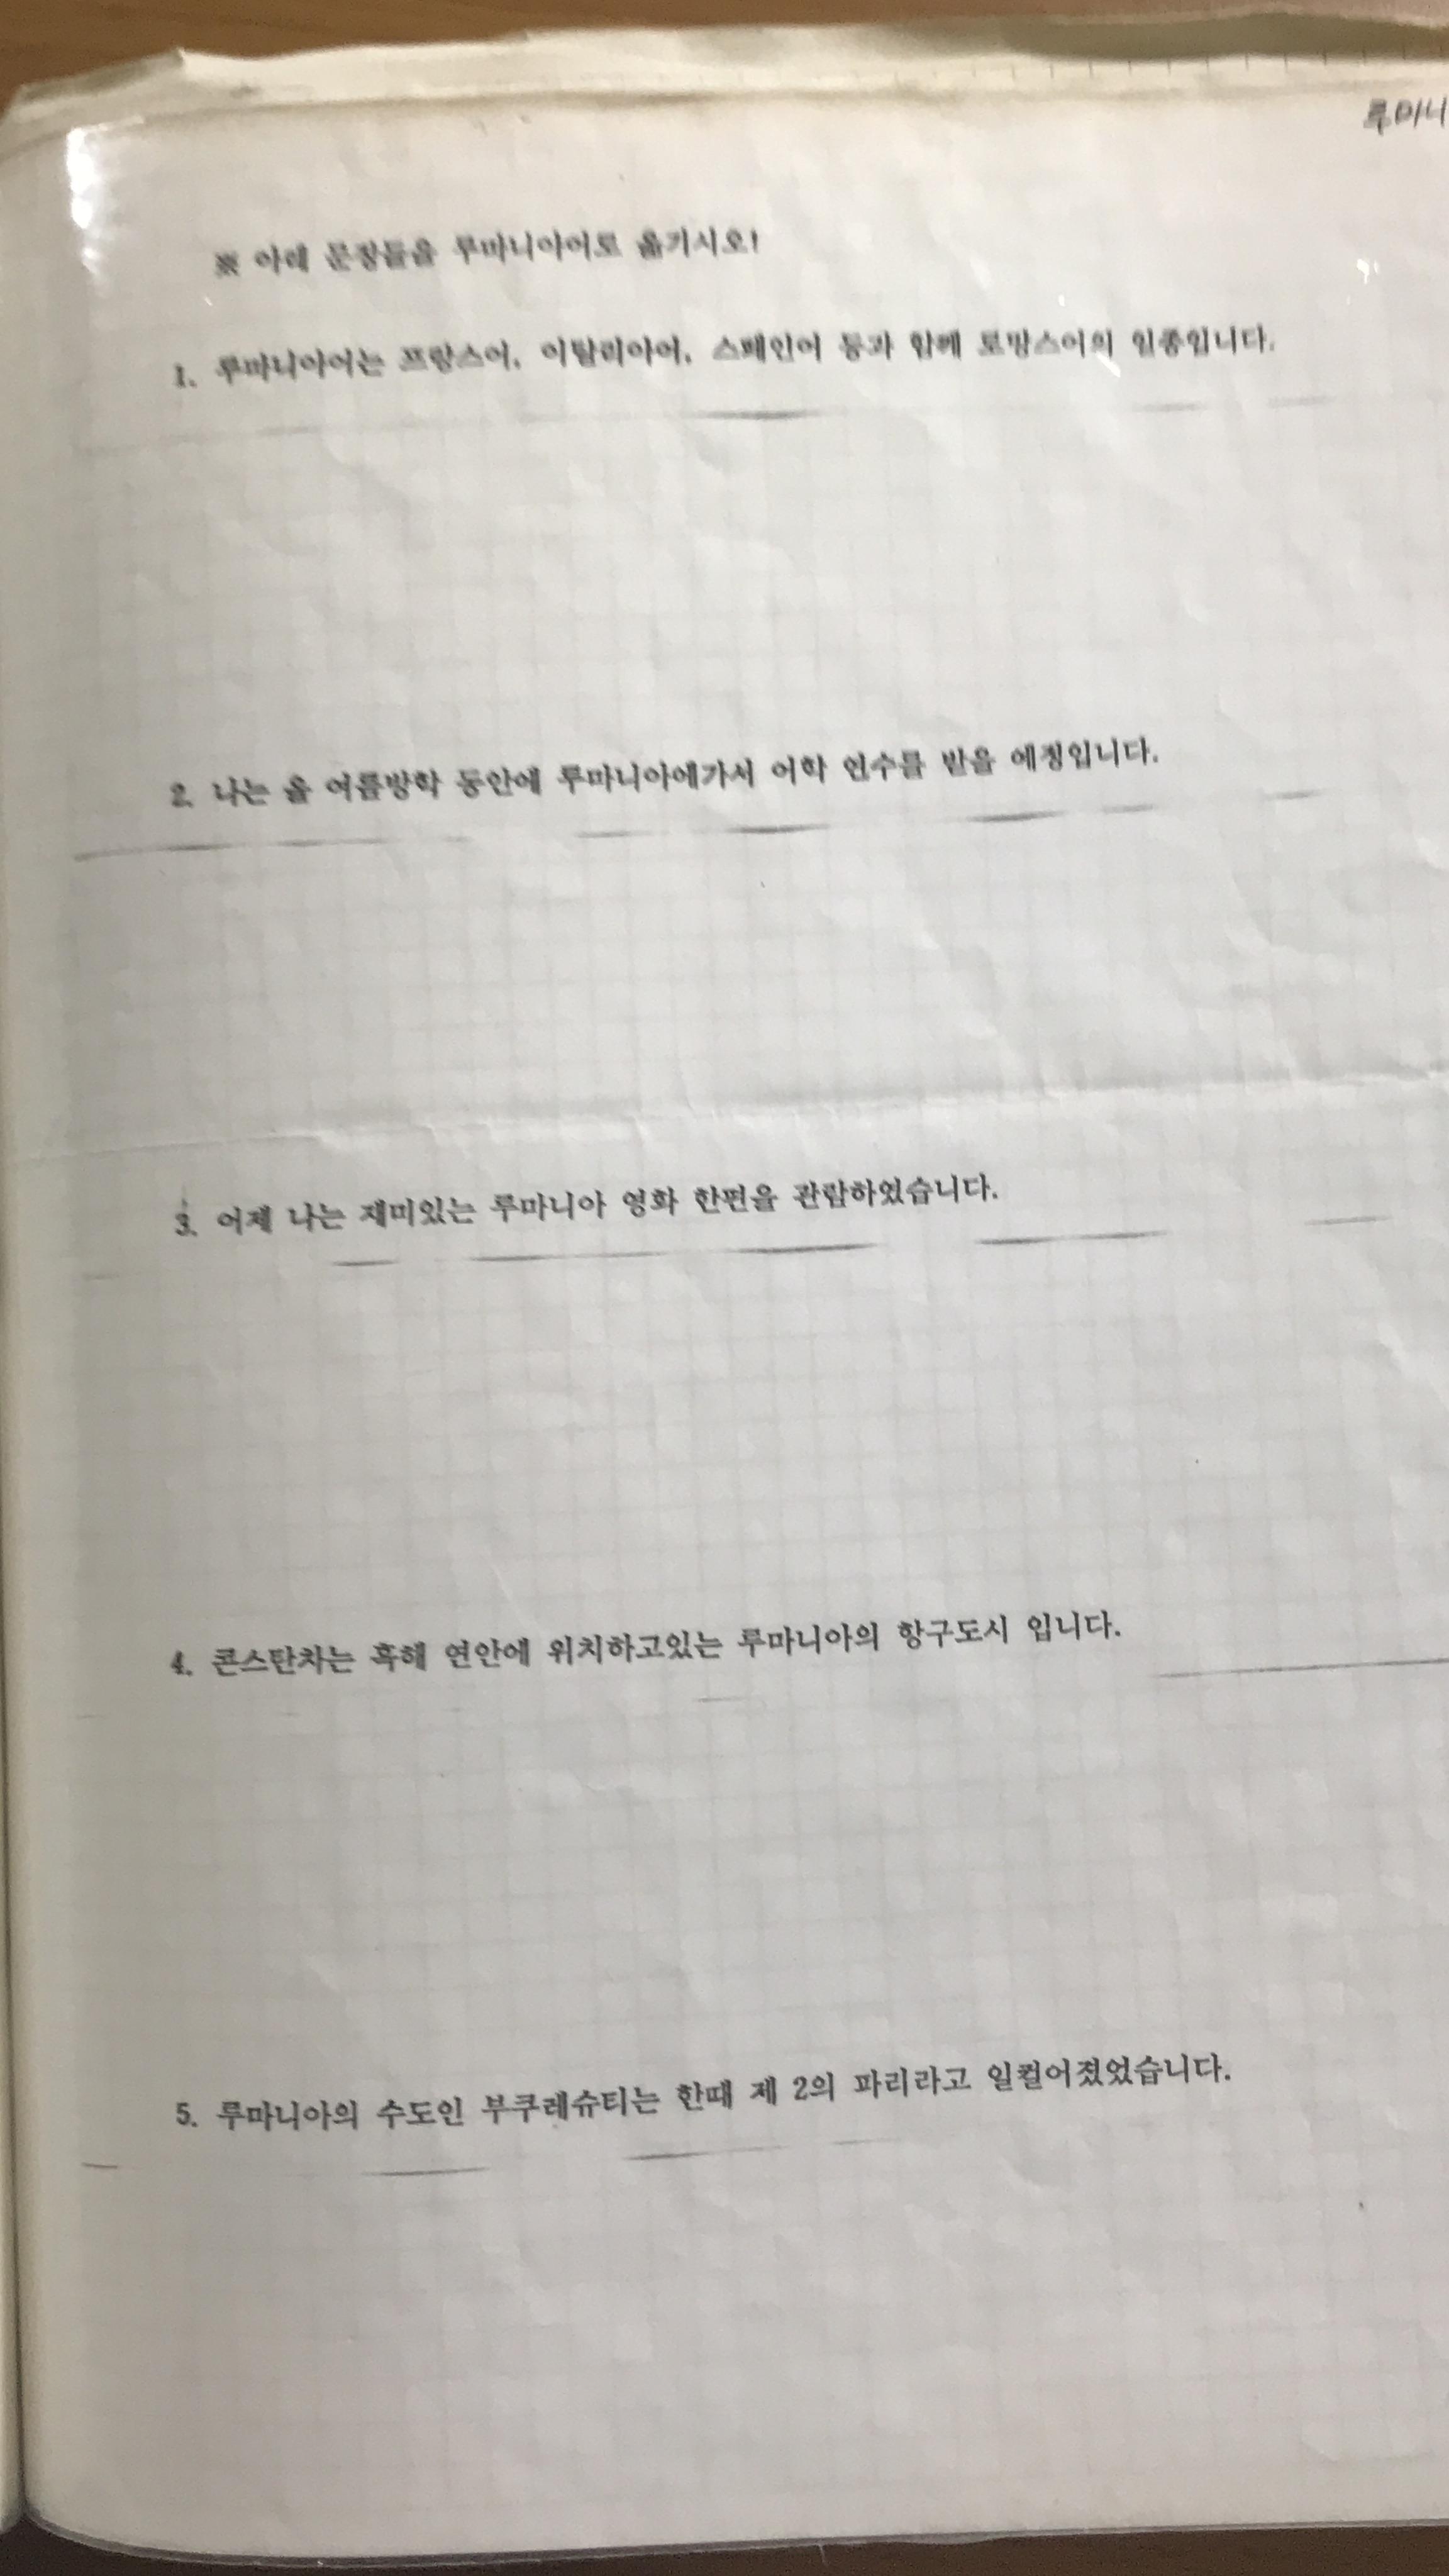 루마니
※ 아래 문장들을 루마니아어로 옮기시오!
1. 루마니아어는 프랑스어, 이탈리아어, 스페인어 등과 함께 로망스어의 일종입니다.
2. 나는 올 여름방학 동안에 루마니아에가서 어학 연수를 받을 예정입니다.
3. 어제 나는 재미있는 루마니아 영화 한편을 관람하였습니다.
4. 콘스탄차는 흑해 연안에 위치하고있는 루마니아의 항구도시 입니다.
5. 루마니아의 수도인 부쿠레슈티는 한때 제 2의 파리라고 일컬어졌었습니다.